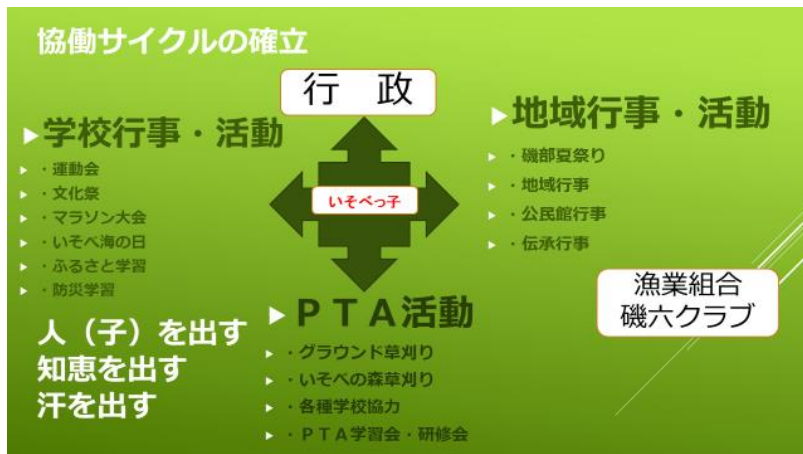 協働サイクルの確立
行　政
学校行事・活動
・運動会
・文化祭
・マラソン大会
・いそべ海の日
・ふるさと学習
・防災学習
いそべっ子
地域行事・活動
・磯部夏祭り
・地域行事
・公民館行事
・伝承行事
漁業組合
磯六クラブ
人（子）を出す
知恵を出す
汗を出す
ＰＴＡ活動
・グラウンド草刈り
・いそべの森草刈り
・各種学校協力
・ＰＴＡ学習会・研修会